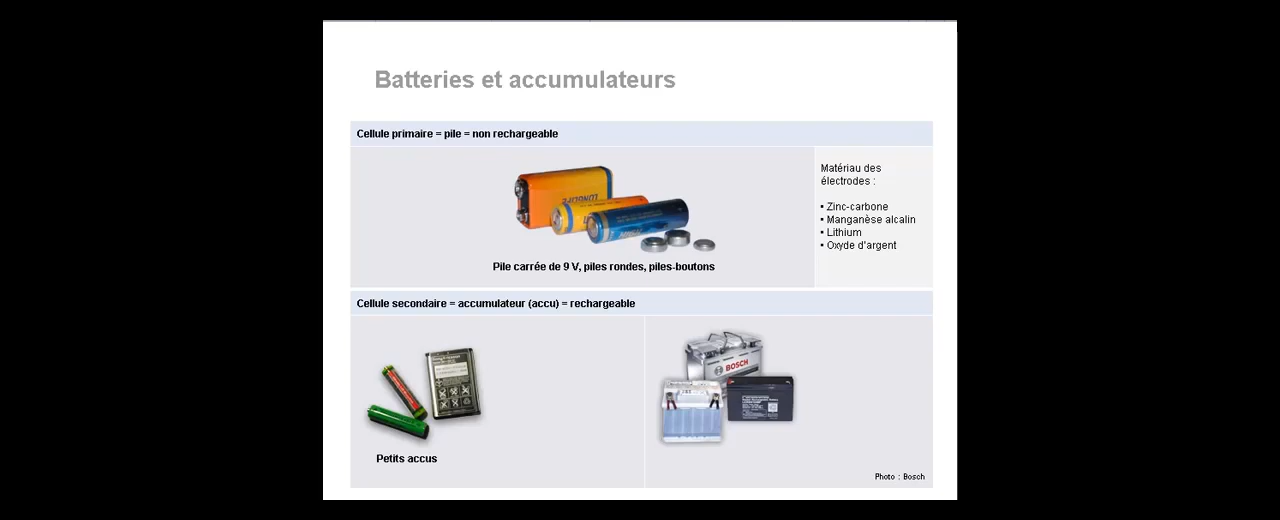 Batteries et accumulateurs
Cellule primaire = pile = non rechargeable
Matériau des
électrodes :
▪ Zinc-carbone
▪ Manganèse alcalin
▪ Lithium
▪ Oxyde d'argent
LONGLIFE
Pile carrée de 9 V, piles rondes, piles-boutons
Cellule secondaire = accumulateur (accu) = rechargeable
BOSCH
Petits accus
Photo : Bosch